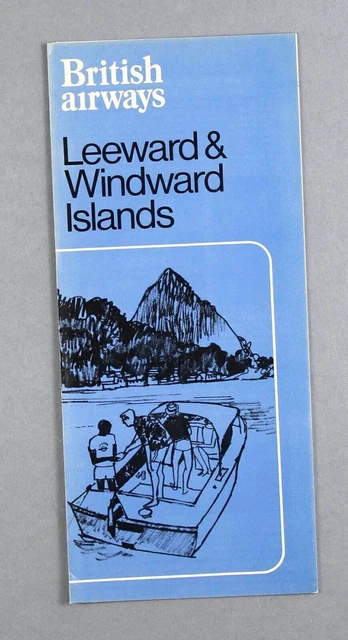 British
airways
Leeward &
Windward
Islands